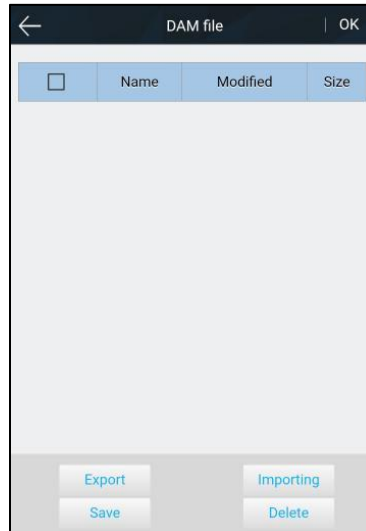 DAM file | OK
Name Modified Size
Export Importing
Save Delete